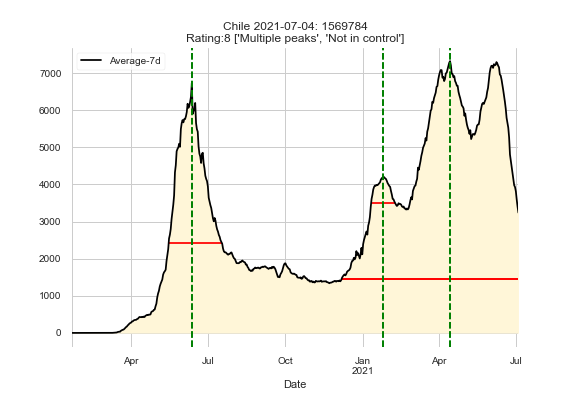 Chile 2021-07-04: 1569784
Rating:8 ['Multiple peaks', 'Not in control']
Average-7d
7000
6000
5000
4000
3000
2000
1000
0
Apr Jul Oct Jan Apr Jul
2021
Date